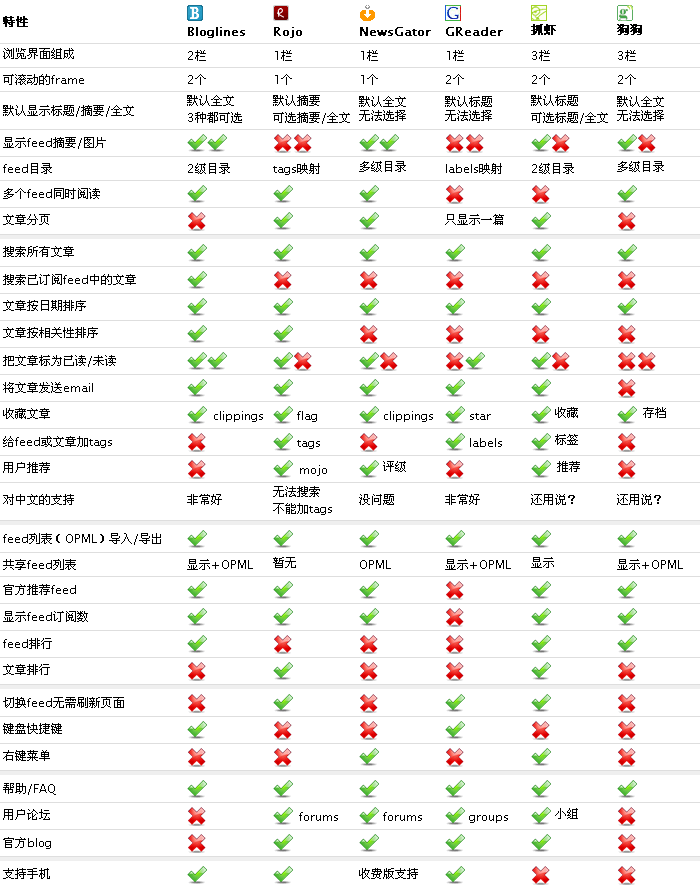 特性 Bloglines Rojo NewsGator GReader 抓虾 狗狗
浏览界面组成 2栏 1栏 1栏 1栏 3栏 3栏
可滚动的frame 2个 1个 1个 2个 2个 2个
默认显示标题/摘要/全文 默认全文 默认摘要 默认全文 默认标题 默认标题 默认全文
3种都可选 可选摘要/全文 无法选择 无法选择 可选标题/全文 无法选择
显示feed摘要/图片
feed目录 2级目录 tags映射 多级目录 labels映射 2级目录 多级目录
多个feed同时阅读
文章分页 只显示一篇
搜索所有文章
搜索已订阅feed中的文章
文章按日期排序
文章按相关性排序
把文章标为已读/未读
将文章发送email
收藏文章 clippings flag clippings star 收藏 存档
给feed或文章加tags tags labels 标签
用户推荐 mojo 评级 推荐
对中文的支持 非常好 无法搜索 没问题 非常好 还用说? 还用说?
不能加tags
feed列表(OPML)导入/导出
共享feed列表 显示+OPML 暂无 OPML 显示+OPML 显示 显示+OPML
官方推荐feed
显示feed订阅数
feed排行
文章排行
切换feed无需刷新页面
键盘快捷键
右键菜单
帮助/FAQ
用户论坛 forums forums groups 小组
官方blog
支持手机 收费版支持